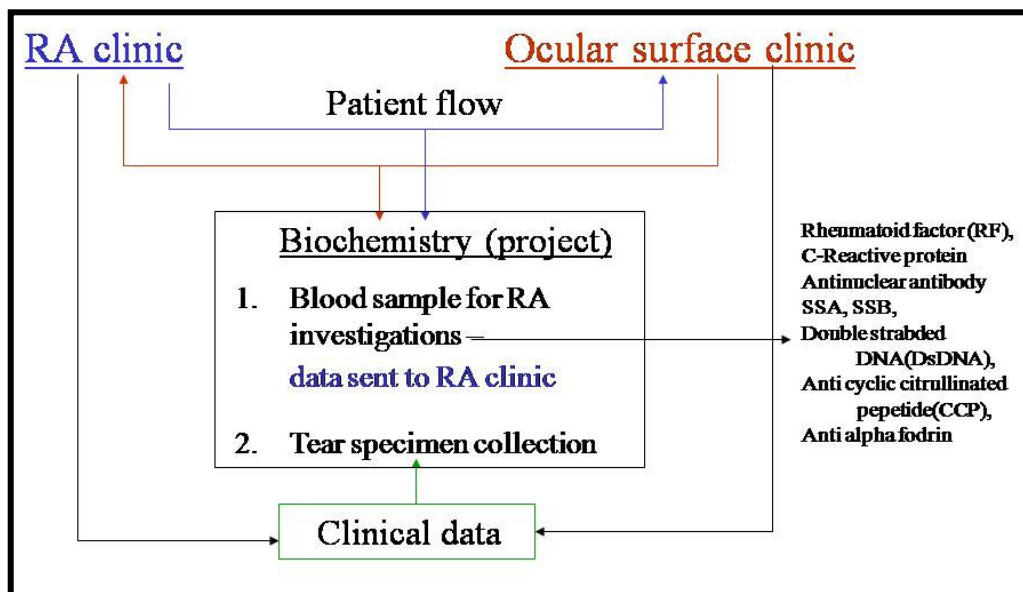 RA clinic
Ocular surface clinic
Patient flow
Biochemistry (project)
1. Blood sample for RA
investigations –
data sent to RA clinic
2. Tear specimen collection
Rheumatoid factor(RF),
C-Reactive protein
Antinuclear antibody
SSA, SSB,
Double strabded
DNA(DsDNA),
Anti cyclic citrullinated
pepetide(CCP),
Anti alpha fodrin
Clinical data